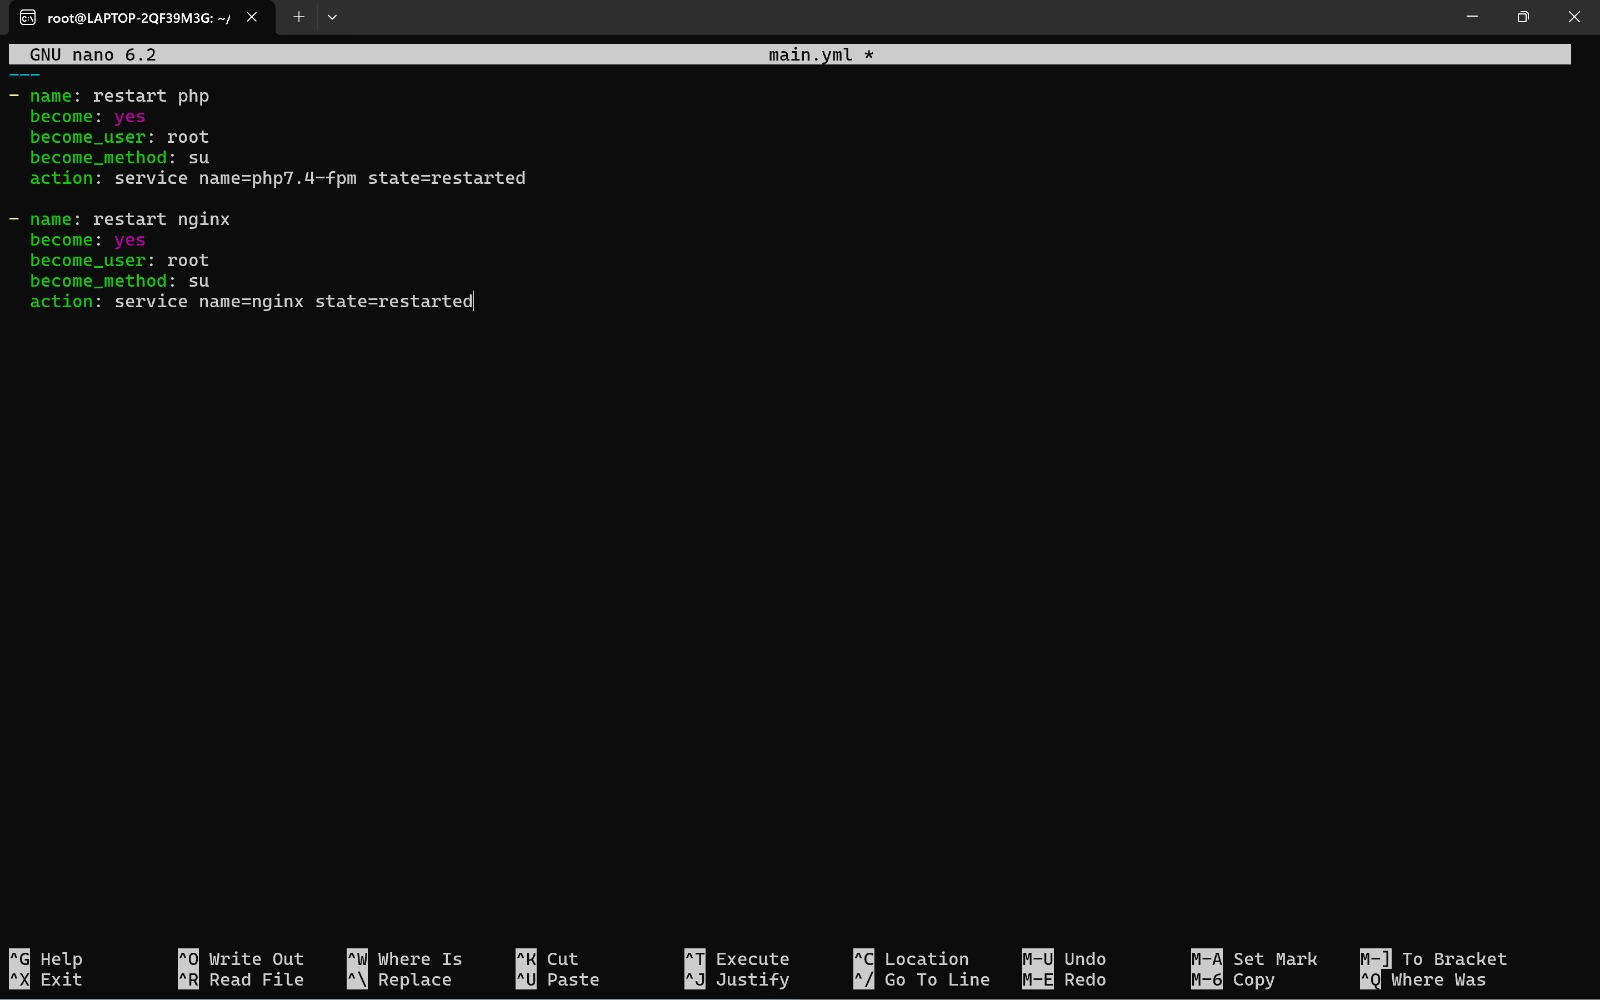 root@LAPTOP-2QF39M3G: ~/
GNU nano 6.2 main.yml *
---
- name: restart php
  become: yes
  become_user: root
  become_method: su
  action: service name=php7.4-fpm state=restarted

- name: restart nginx
  become: yes
  become_user: root
  become_method: su
  action: service name=nginx state=restarted

^G Help ^O Write Out ^W Where Is ^K Cut ^T Execute ^C Location M-U Undo M-A Set Mark M-] To Bracket
^X Exit ^R Read File ^\ Replace ^U Paste ^J Justify ^/ Go To Line M-E Redo M-6 Copy ^Q Where Was